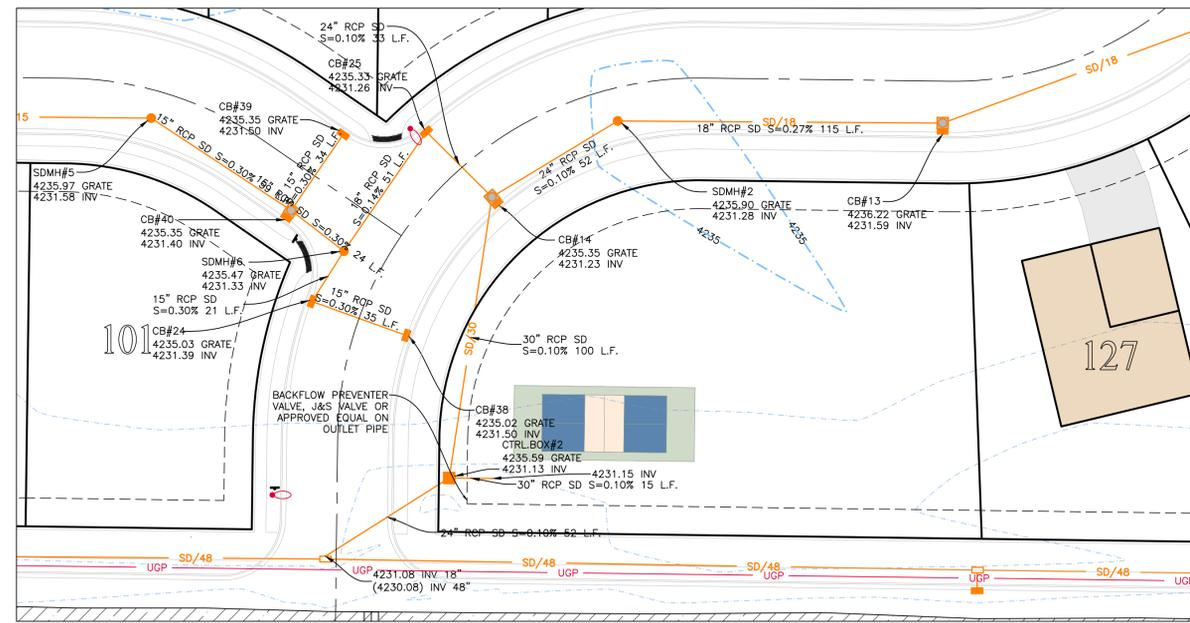 24" RCP SD
S=0.10% 33 L.F.
CB#25
4235.33 GRATE
4231.26 INV
CB#39
4235.35 GRATE
4231.50 INV
15
SD/18
15" RCP SD S=0.30%
15" RCP SD
S=0.30% 34 L.F.
18" RCP SD
S=0.14% 51 L.F.
24" RCP SD
S=0.10% 52 L.F.
SD/18
18" RCP SD S=0.27% 115 L.F.
SDMH#5
4235.97 GRATE
4231.58 INV
SDMH#2
4235.90 GRATE
4231.28 INV
CB#13
4236.22 GRATE
4231.59 INV
CB#40
4235.35 GRATE
4231.40 INV
S=0.30%
24 L.F.
CB#14
4235.35 GRATE
4231.23 INV
4235
4235
SDMH#6
4235.47 GRATE
4231.33 INV
15" RCP SD
S=0.30% 21 L.F.
15" RCP SD
S=0.30% 35 L.F.
CB#24
4235.03 GRATE
4231.39 INV
101
SD/30
30" RCP SD
S=0.10% 100 L.F.
127
BACKFLOW PREVENTER
VALVE, J&S VALVE OR
APPROVED EQUAL ON
OUTLET PIPE
CB#38
4235.02 GRATE
4231.50 INV
CTRL.BOX#2
4235.59 GRATE
4231.13 INV
4231.15 INV
30" RCP SD S=0.10% 15 L.F.
24" RCP SD S=0.10% 52 L.F.
SD/48
SD/48
SD/48
SD/48
UGP
UGP
UGP
UGP
UGP
4231.08 INV 18"
(4230.08) INV 48"